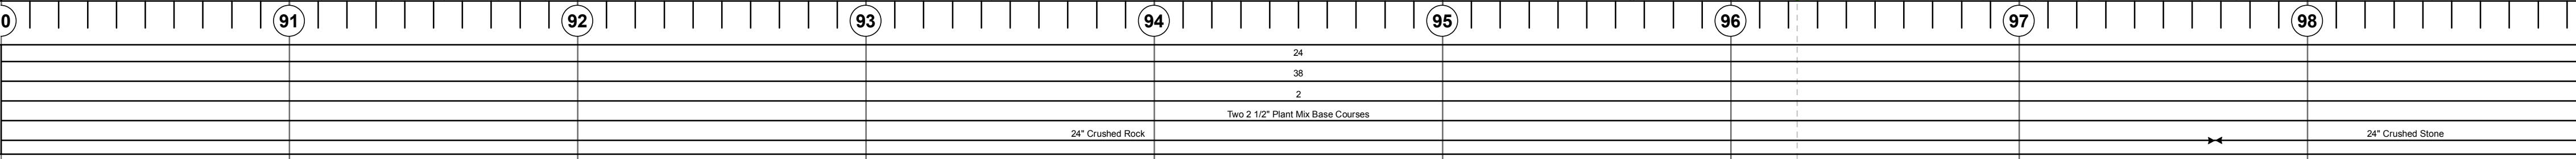 0 91 92 93 94 95 96 97 98
24
38
2
Two 2 1/2" Plant Mix Base Courses
24" Crushed Rock 24" Crushed Stone